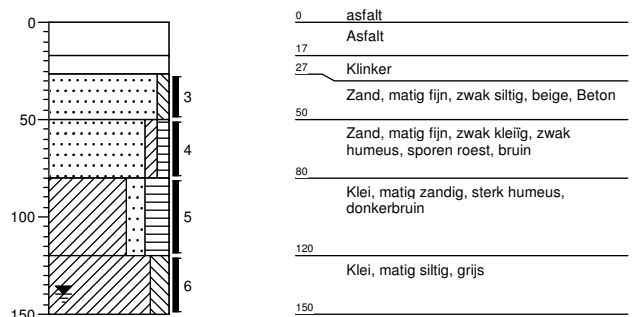 0
50
100
150
3
4
5
6
0 asfalt
Asfalt
17
Klinker
27
Zand, matig fijn, zwak siltig, beige, Beton
50
Zand, matig fijn, zwak kleiïg, zwak
humeus, sporen roest, bruin
80
Klei, matig zandig, sterk humeus,
donkerbruin
120
Klei, matig siltig, grijs
150